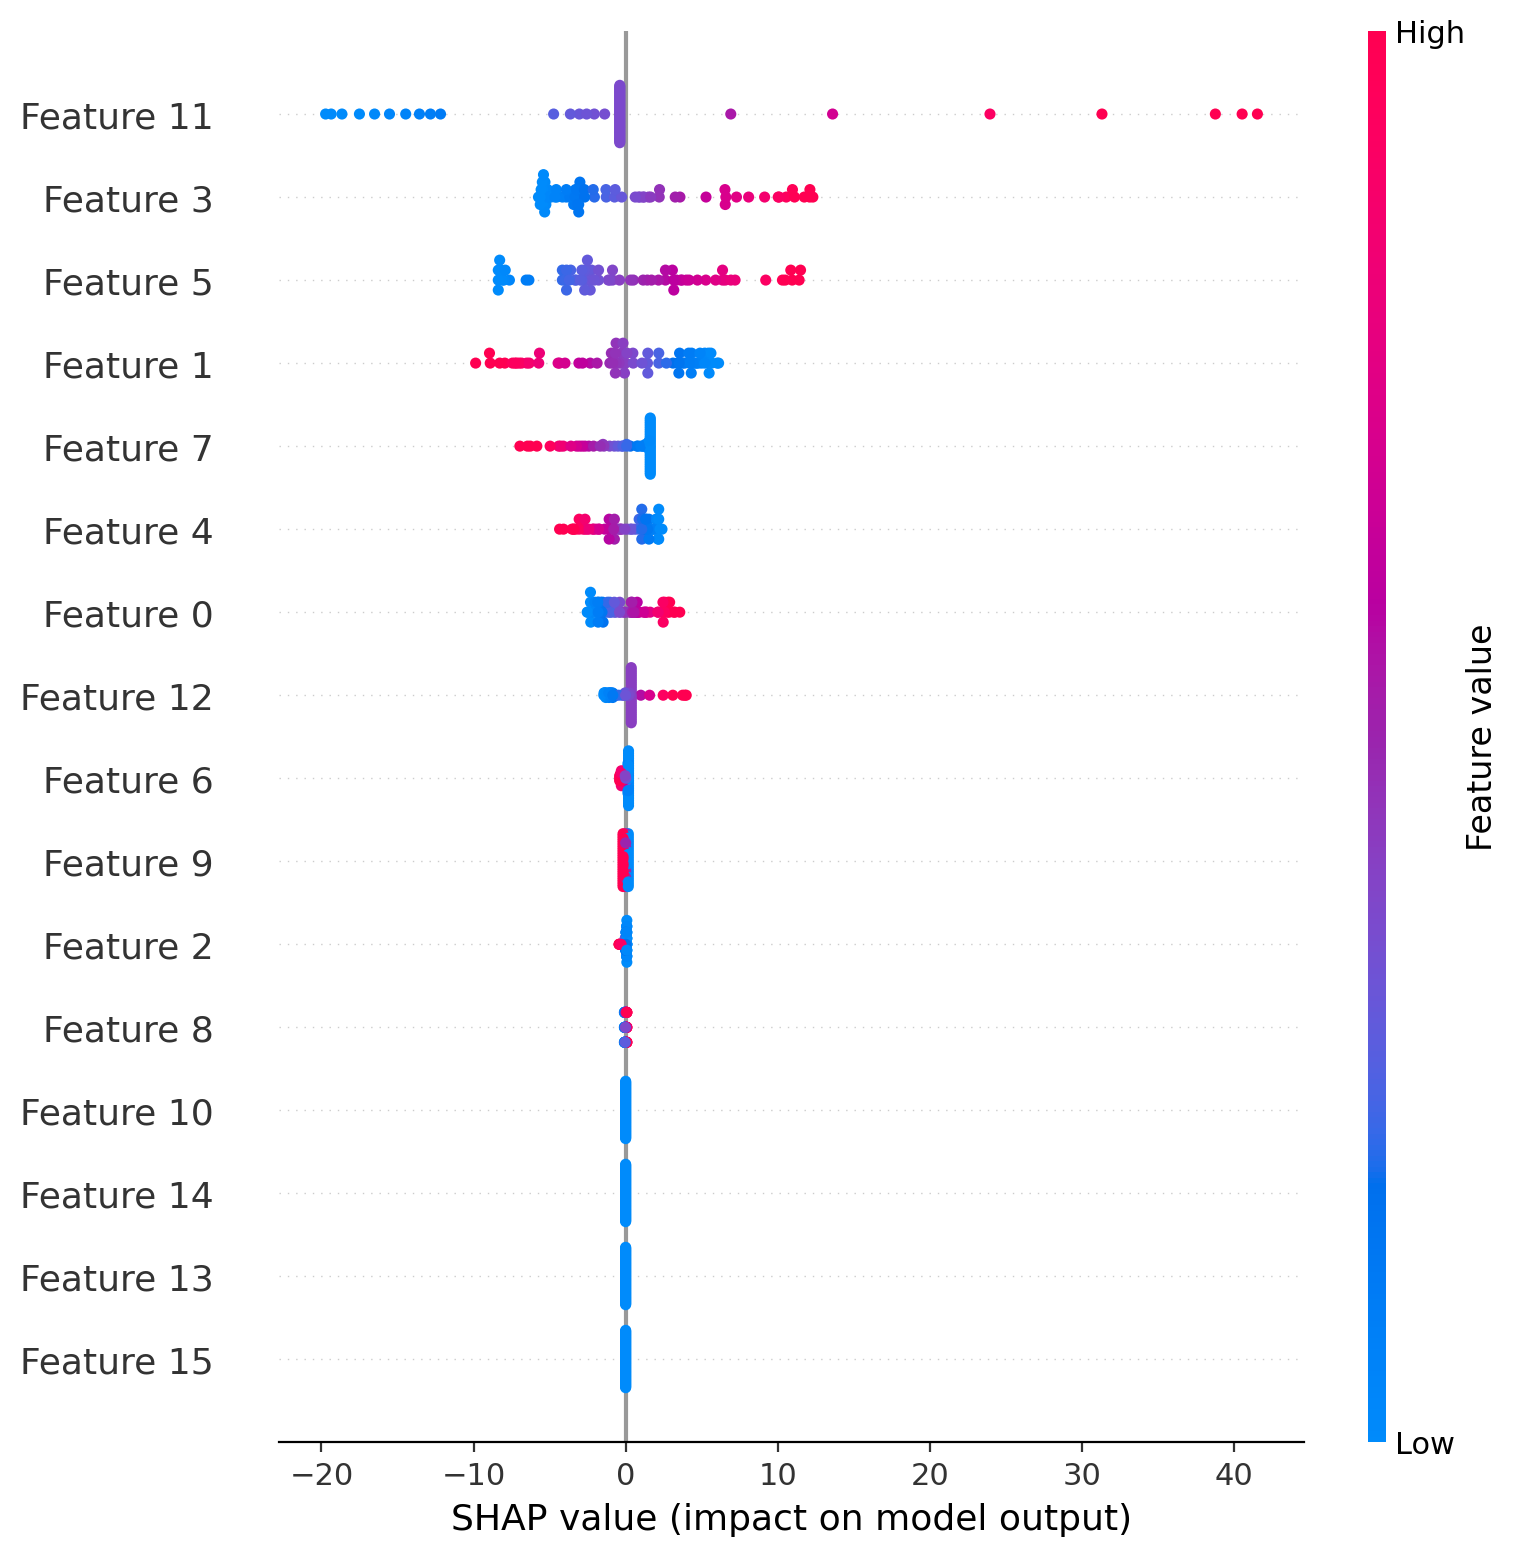 High
Feature 11
Feature 3
Feature 5
Feature 1
Feature 7
Feature 4
Feature 0
Feature 12
Feature 6
Feature 9
Feature 2
Feature 8
Feature 10
Feature 14
Feature 13
Feature 15
Feature value
Low
−20 −10 0 10 20 30 40
SHAP value (impact on model output)